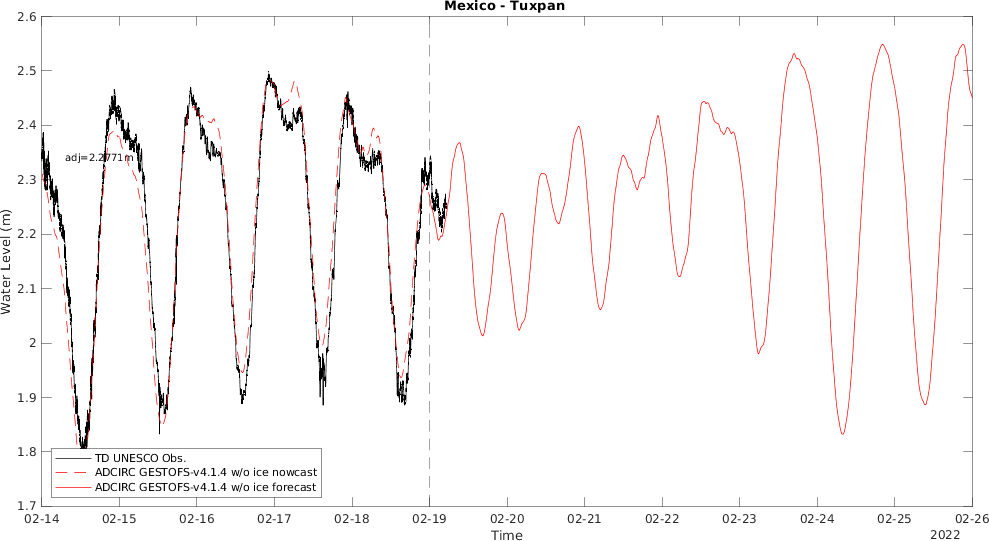 Mexico - Tuxpan
2.6
2.5
2.4
2.3
2.2
2.1
2
1.9
1.8
1.7
Water Level (m)
adj=2.2771m
TD UNESCO Obs.
ADCIRC GESTOFS-v4.1.4 w/o ice nowcast
ADCIRC GESTOFS-v4.1.4 w/o ice forecast
02-14 02-15 02-16 02-17 02-18 02-19 02-20 02-21 02-22 02-23 02-24 02-25 02-26
Time
2022